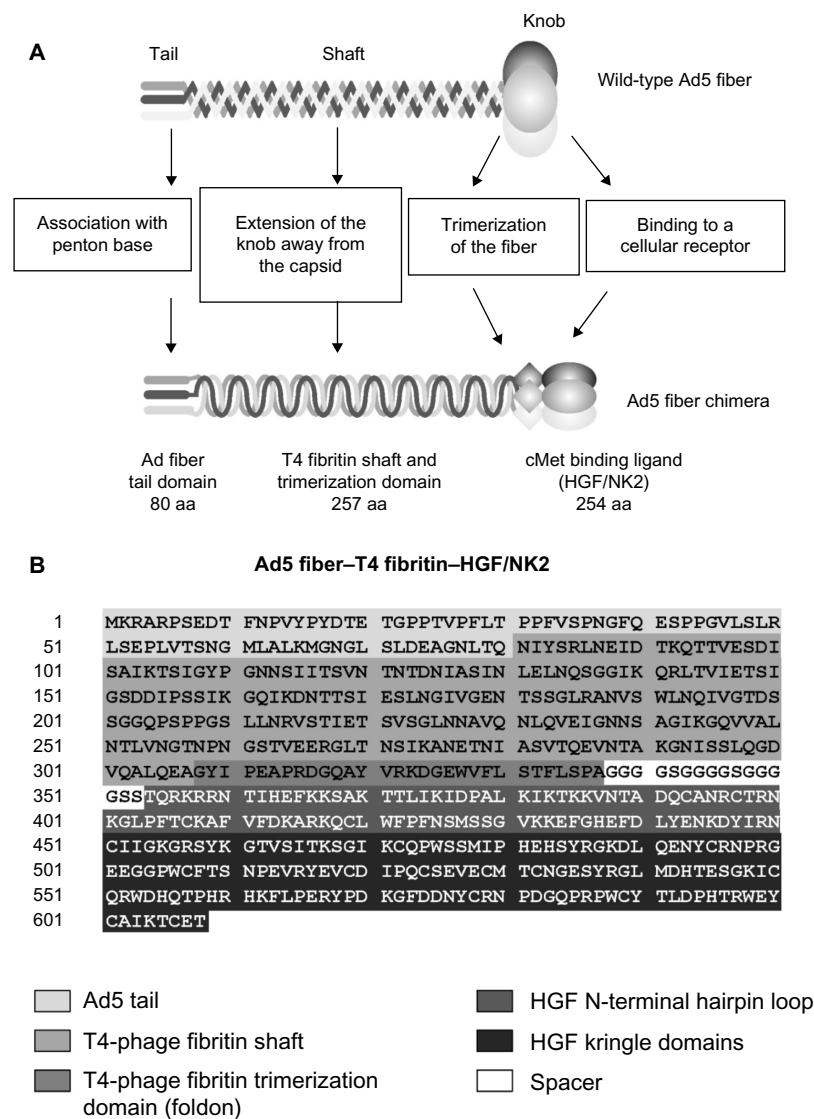 A
Tail
Shaft
Knob
Wild-type Ad5 fiber
Association with
penton base
Extension of the
knob away from
the capsid
Trimerization
of the fiber
Binding to a
cellular receptor
Ad5 fiber chimera
Ad fiber
tail domain
80 aa
T4 fibritin shaft and
trimerization domain
257 aa
cMet binding ligand
(HGF/NK2)
254 aa
B
Ad5 fiber–T4 fibritin–HGF/NK2
1 MKRARPSEDT FNPVYPYDTE TGPPTVPFLT PPFVSPNGFQ ESPPGVLSLR
51 LSEPLVTSNG MLALKMGNGL SLDEAGNLTQ NIYSRLNEID TKQTTVESDI
101 SAIKTSIGYP GNNSIITSVN TNTDNIASIN LELNQSGGIK QRLTVIETSI
151 GSDDIPSSIK GQIKDNTTSI ESLNGIVGEN TSSGLRANVS WLNQIVGTDS
201 SGGQPSPPGS LLNRVSTIET SVSGLNNAVQ NLQVEIGNNS AGIKGQVVAL
251 NTLVNGTNPN GSTVEERGLT NSIKANETNI ASVTQEVNTA KGNISSLQGD
301 VQALQEAGYI PEAPRDGQAY VRKDGEWVFL STFLSPAGGG GSGGGGSGGG
351 GSSTQRKRRN TIHEFKKSAK TTLIKIDPAL KIKTKKVNTA DQCANRCTRN
401 KGLPFTCKAF VFDKARKQCL WFPFNSMSSG VKKEFGHEFD LYENKDYIRN
451 CIIGKGRSYK GTVSITKSGI KCQPWSSMIP HEHSYRGKDL QENYCRNPRG
501 EEGGPWCFTS NPEVRYEVCD IPQCSEVECM TCNGESYRGL MDHTESGKIC
551 QRWDHQTPHR HKFLPERYPD KGFDDNYCRN PDGQPRPWCY TLDPHTRWEY
601 CAIKTCET
Ad5 tail
T4-phage fibritin shaft
T4-phage fibritin trimerization
domain (foldon)
HGF N-terminal hairpin loop
HGF kringle domains
Spacer